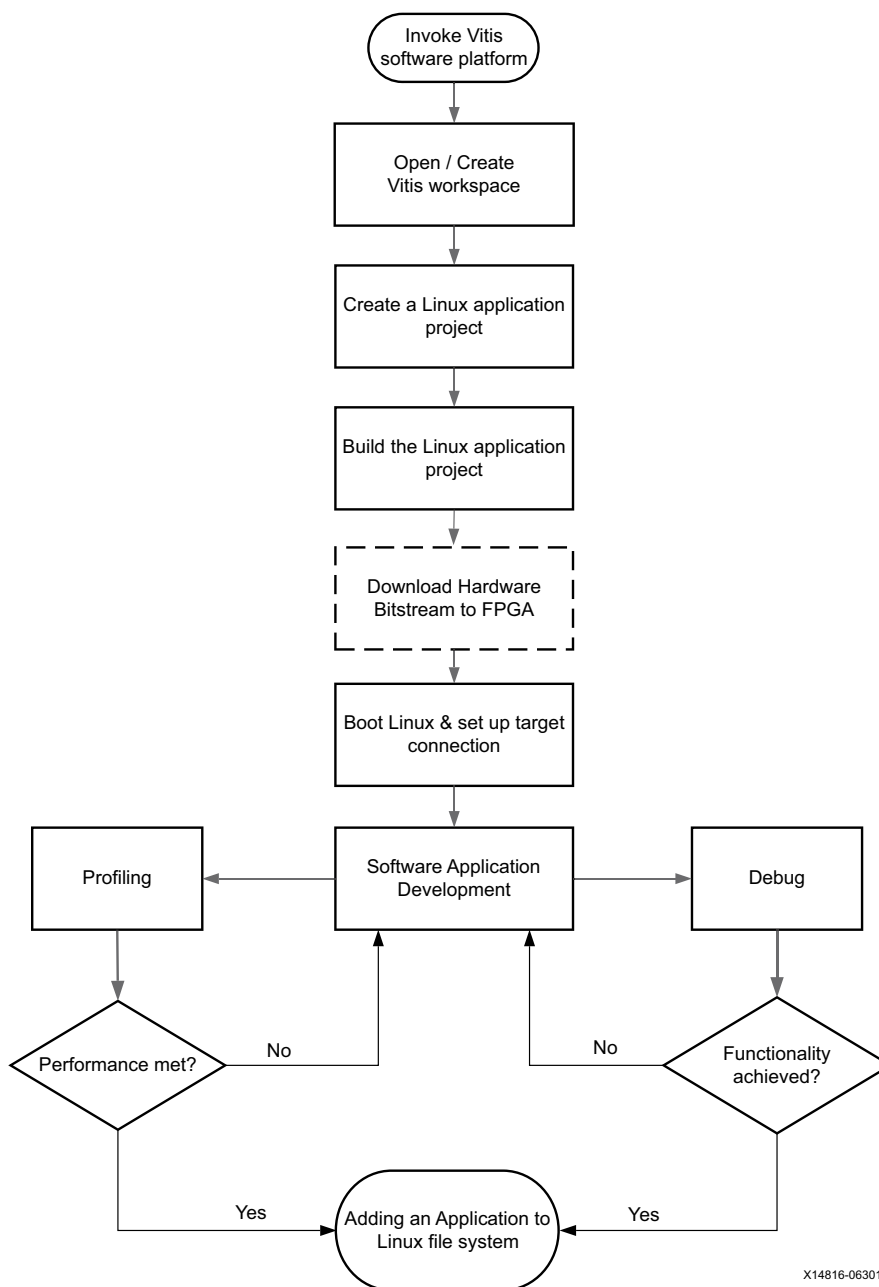 Invoke Vitis
software platform
Open / Create
Vitis workspace
Create a Linux application
project
Build the Linux application
project
Download Hardware
Bitstream to FPGA
Boot Linux & set up target
connection
Profiling
Software Application
Development
Debug
Performance met?
No
No
Functionality
achieved?
Yes
Adding an Application to
Linux file system
Yes
X14816-06301